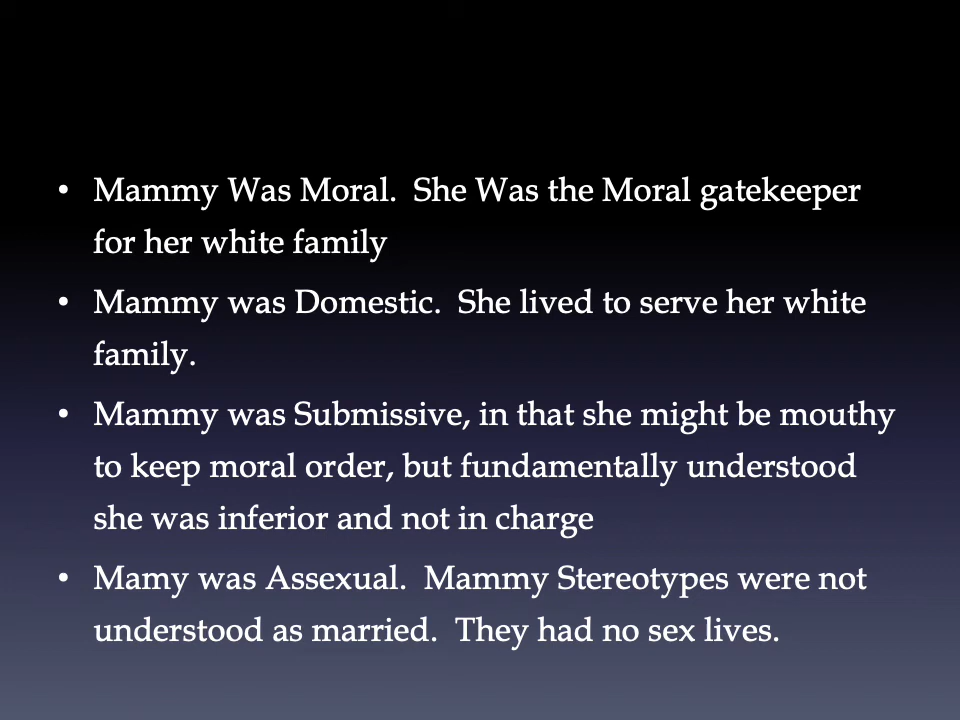 • Mammy Was Moral.  She Was the Moral gatekeeper
for her white family
• Mammy was Domestic.  She lived to serve her white
family.
• Mammy was Submissive, in that she might be mouthy
to keep moral order, but fundamentally understood
she was inferior and not in charge
• Mamy was Assexual.  Mammy Stereotypes were not
understood as married.  They had no sex lives.